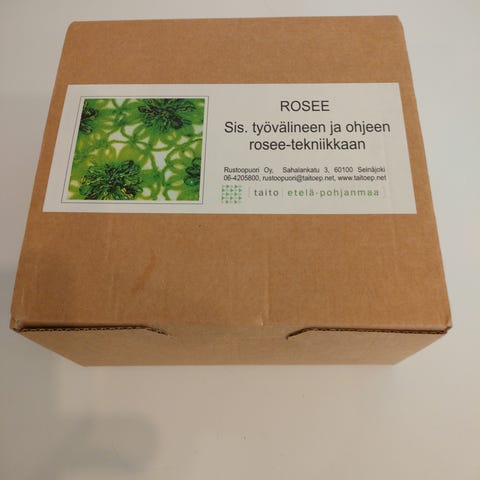 ROSEE
Sis. työvälineen ja ohjeen
rosee-tekniikkaan
Rustoopuori Oy, Sahalankatu 3, 60100 Seinäjoki
06-4205800, rustoopuori@taitoep.net, www.taitoep.net
taito etelä-pohjanmaa